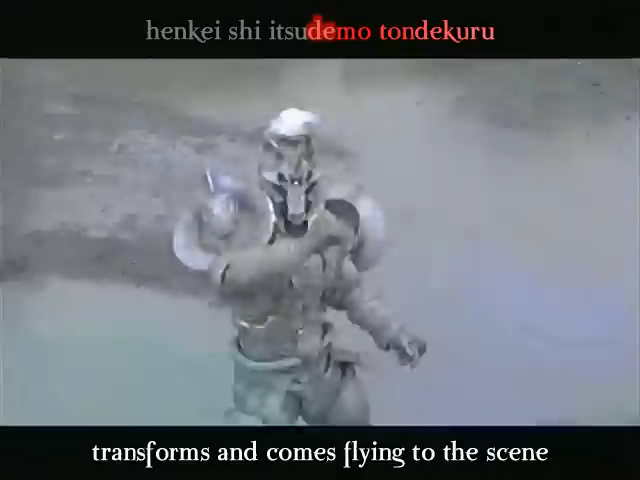 henkei shi itsudemo tondekuru
transforms and comes flying to the scene